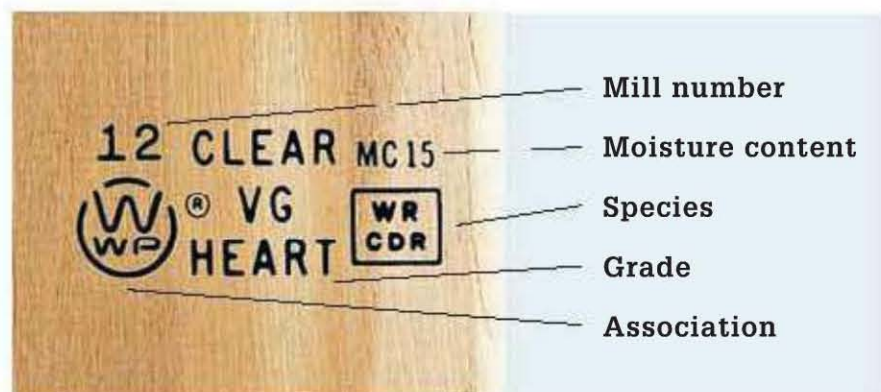 12 CLEAR MC15
WWP ® VG WR
HEART CDR
Mill number
Moisture content
Species
Grade
Association